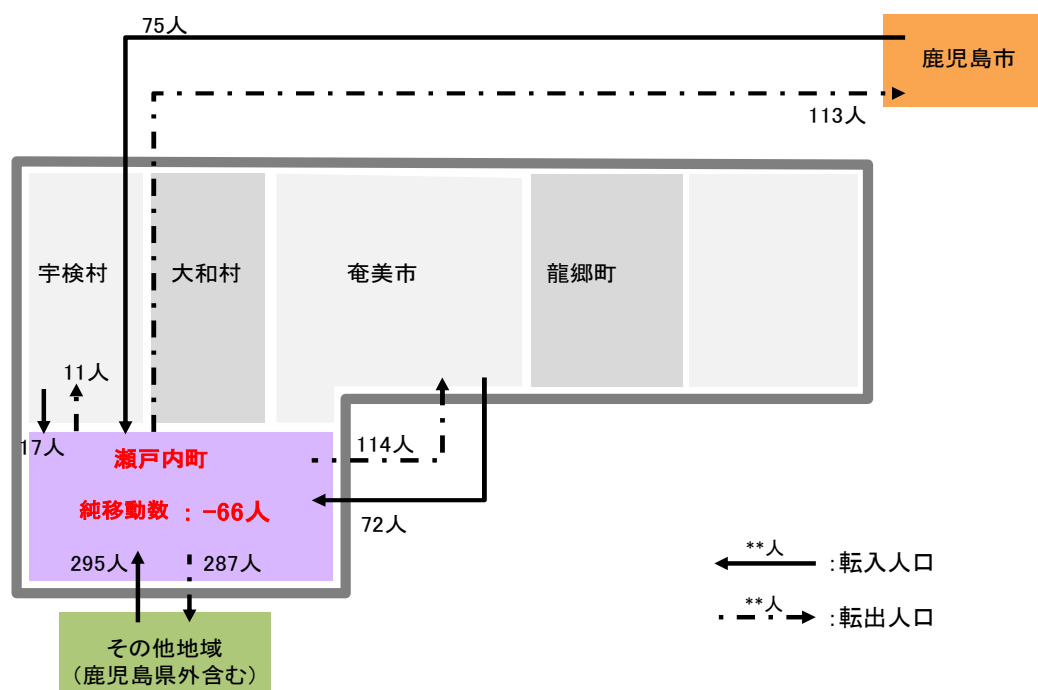 75人
鹿児島市
113人
宇検村
大和村
奄美市
龍郷町
11人
17人
114人
瀬戸内町
純移動数 : -66人
72人
295人
287人
**人
:転入人口
**人
:転出人口
その他地域
(鹿児島県外含む)